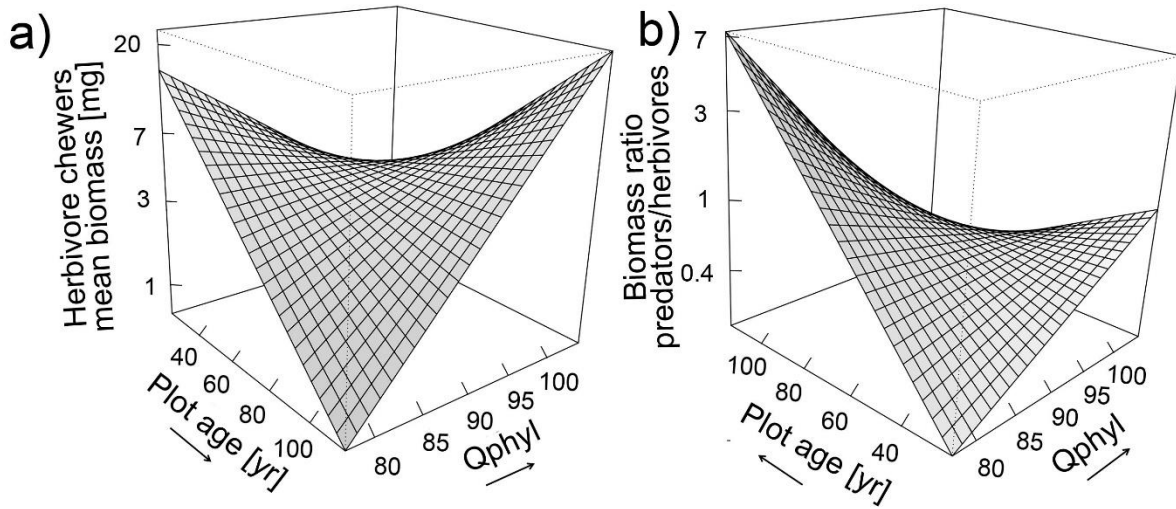 a)
Herbivore chewers
mean biomass [mg]
20
7
3
1
40
60
80
100
Plot age [yr]
80
85
90
95
100
Qphyl
b)
Biomass ratio
predators/herbivores
7
3
1
0.4
100
80
60
40
Plot age [yr]
80
85
90
95
100
Qphyl